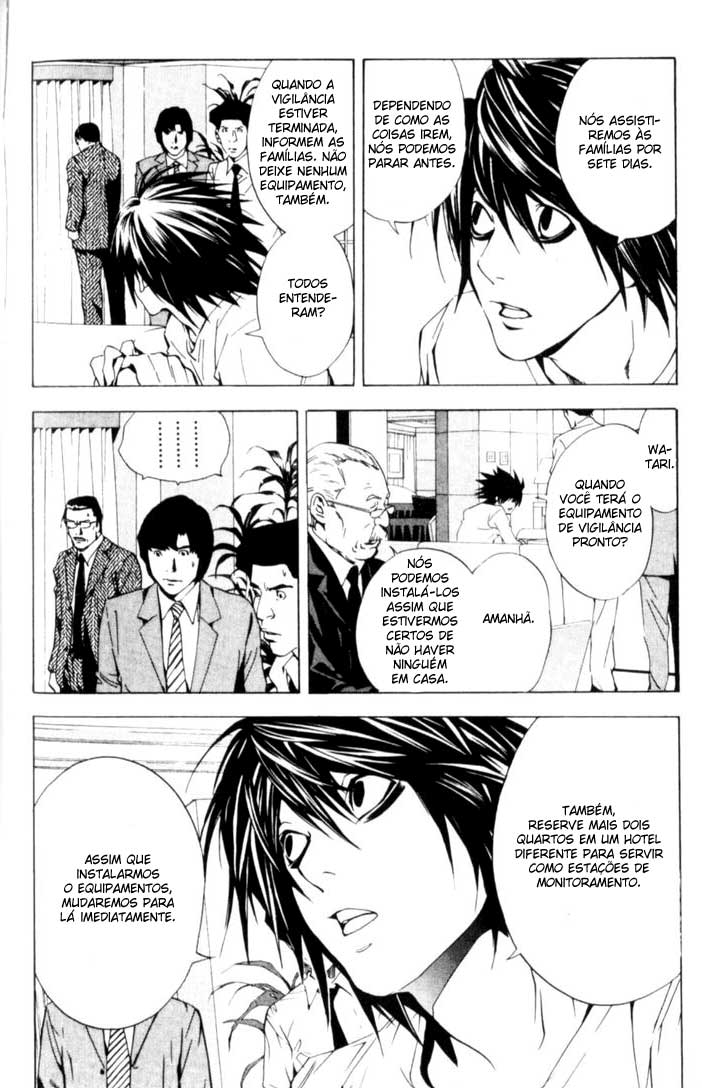 NÓS ASSISTI-
REMOS ÀS
FAMÍLIAS POR
SETE DIAS.
DEPENDENDO
DE COMO AS
COISAS IREM,
NÓS PODEMOS
PARAR ANTES.
QUANDO A
VIGILÂNCIA
ESTIVER
TERMINADA,
INFORMEM AS
FAMÍLIAS. NÃO
DEIXE NENHUM
EQUIPAMENTO,
TAMBÉM.
TODOS
ENTENDE-
RAM?
WA-
TARI.
QUANDO
VOCÊ TERÁ O
EQUIPAMENTO
DE VIGILÂNCIA
PRONTO?
AMANHÃ.
NÓS
PODEMOS
INSTALÁ-LOS
ASSIM QUE
ESTIVERMOS
CERTOS DE
NÃO HAVER
NINGUÉM
EM CASA.
TAMBÉM,
RESERVE MAIS DOIS
QUARTOS EM UM HOTEL
DIFERENTE PARA SERVIR
COMO ESTAÇÕES DE
MONITORAMENTO.
ASSIM QUE
INSTALARMOS
O EQUIPAMENTOS,
MUDAREMOS PARA
LÁ IMEDIATAMENTE.